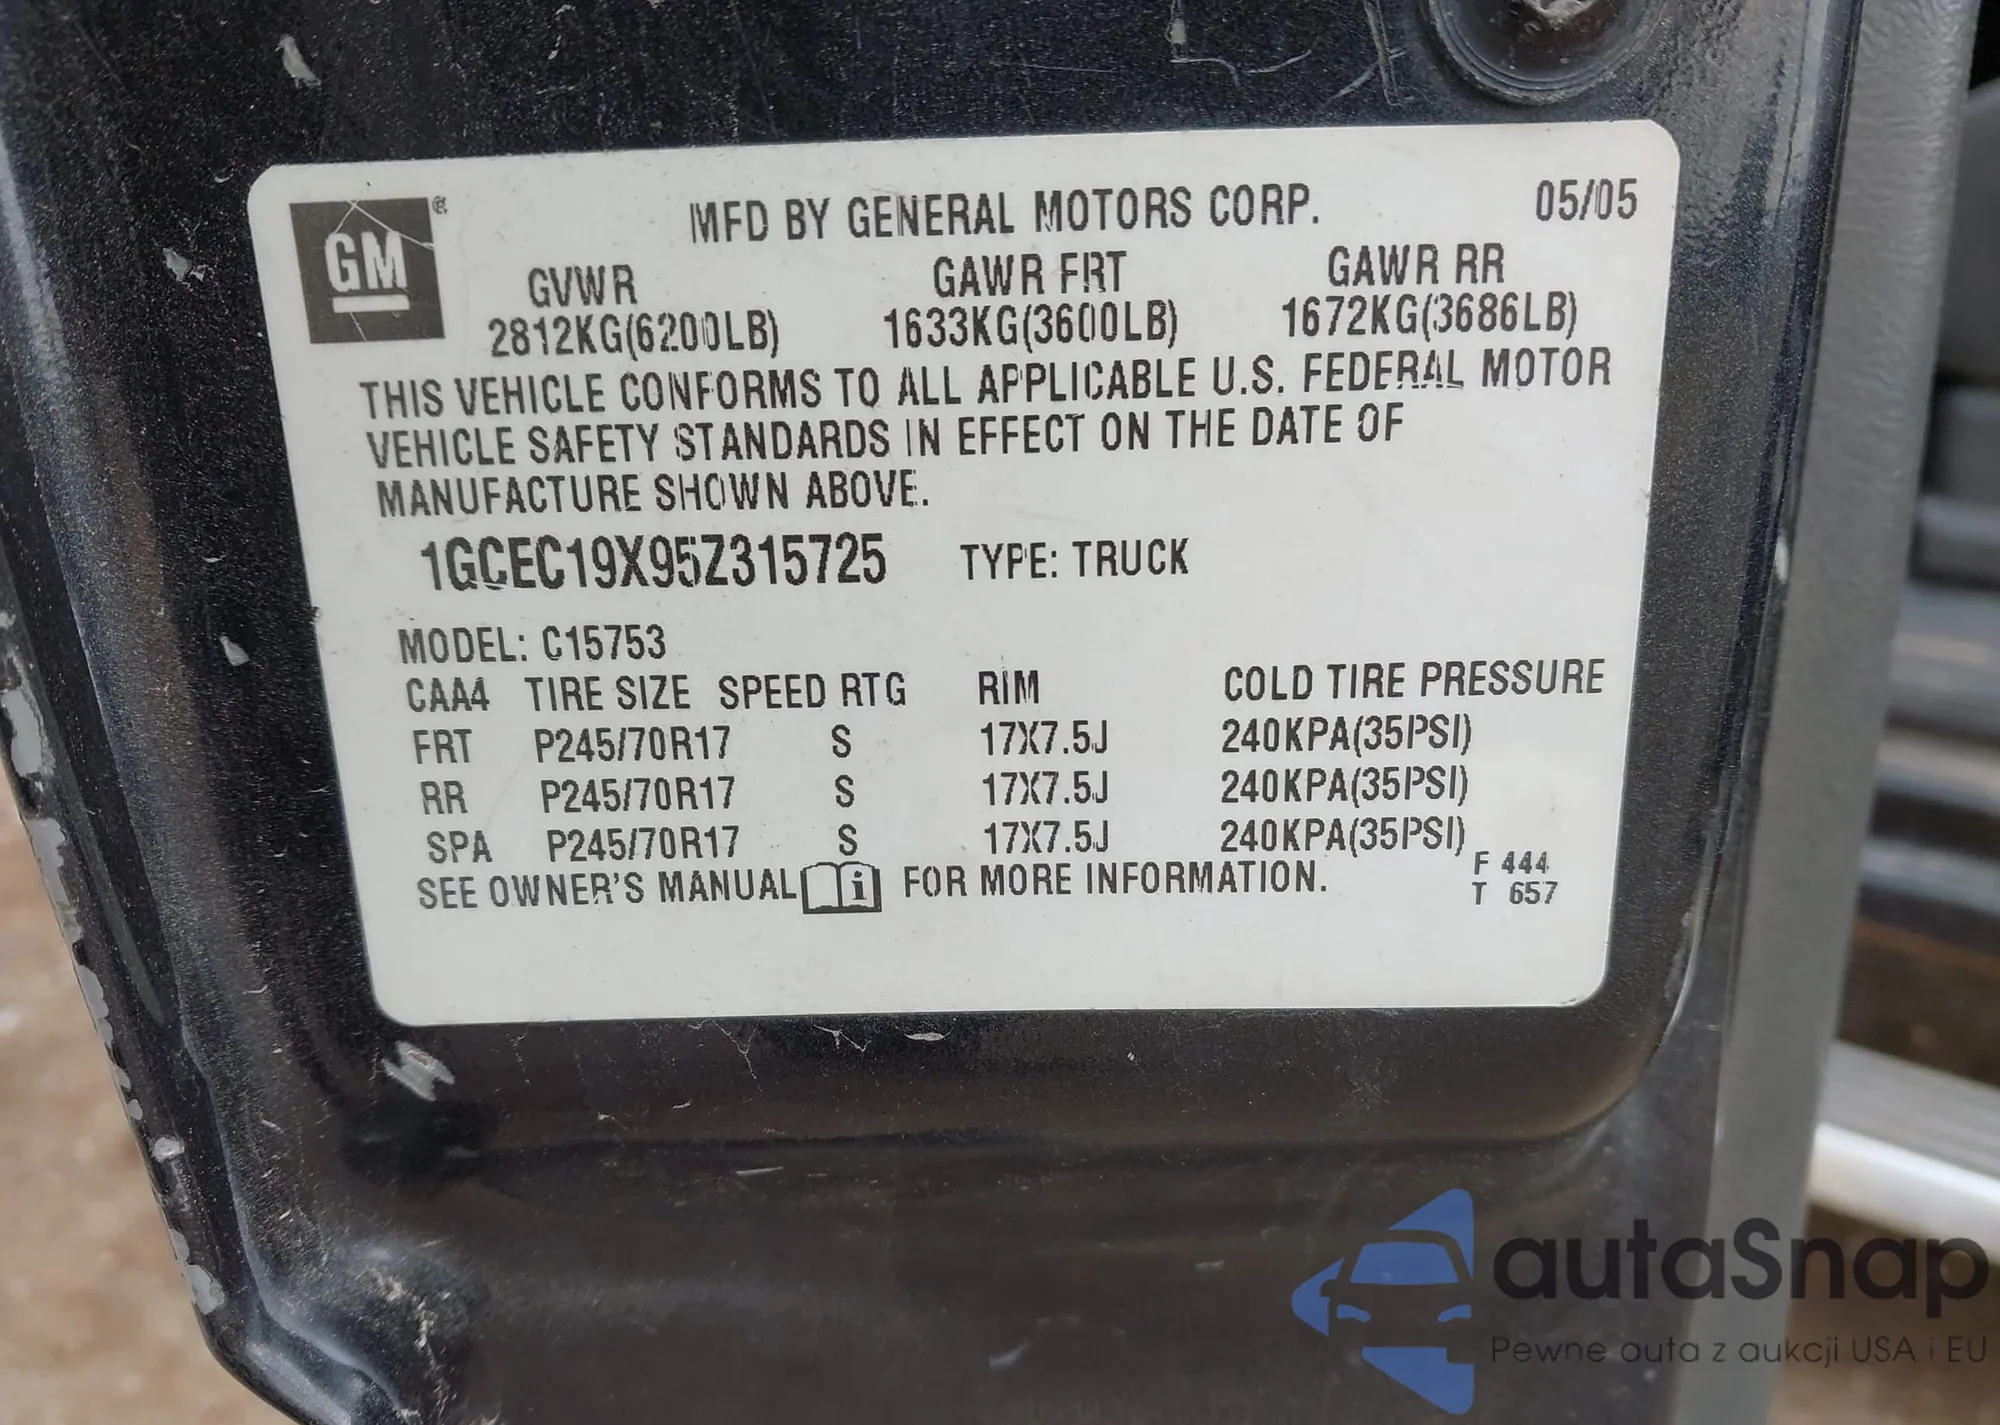 GM ®
MFD BY GENERAL MOTORS CORP. 05/05
GVWR GAWR FRT GAWR RR
2812KG(6200LB) 1633KG(3600LB) 1672KG(3686LB)
THIS VEHICLE CONFORMS TO ALL APPLICABLE U.S. FEDERAL MOTOR
VEHICLE SAFETY STANDARDS IN EFFECT ON THE DATE OF
MANUFACTURE SHOWN ABOVE.
1GCEC19X95Z315725 TYPE: TRUCK
MODEL: C15753
CAA4 TIRE SIZE SPEED RTG RIM COLD TIRE PRESSURE
FRT P245/70R17 S 17X7.5J 240KPA(35PSI)
RR P245/70R17 S 17X7.5J 240KPA(35PSI)
SPA P245/70R17 S 17X7.5J 240KPA(35PSI)
SEE OWNER'S MANUAL i FOR MORE INFORMATION.
F 444
T 657
autaSnap
Pewne auta z aukcji USA i EU